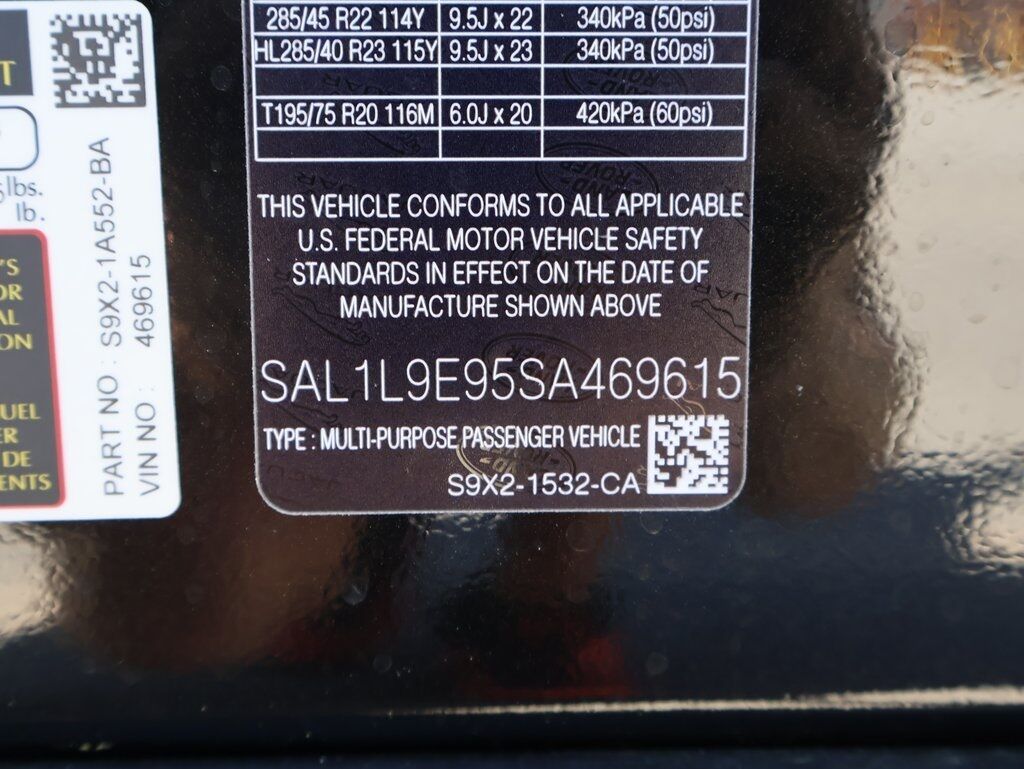 285/45 R22 114Y 9.5J x 22 340kPa (50psi)
HL285/40 R23 115Y 9.5J x 23 340kPa (50psi)
T195/75 R20 116M 6.0J x 20 420kPa (60psi)
THIS VEHICLE CONFORMS TO ALL APPLICABLE
U.S. FEDERAL MOTOR VEHICLE SAFETY
STANDARDS IN EFFECT ON THE DATE OF
MANUFACTURE SHOWN ABOVE
SAL1L9E95SA469615
TYPE : MULTI-PURPOSE PASSENGER VEHICLE
S9X2-1532-CA
PART NO : S9X2-1A552-BA
VIN NO : 469615
lbs.
lb.
DE